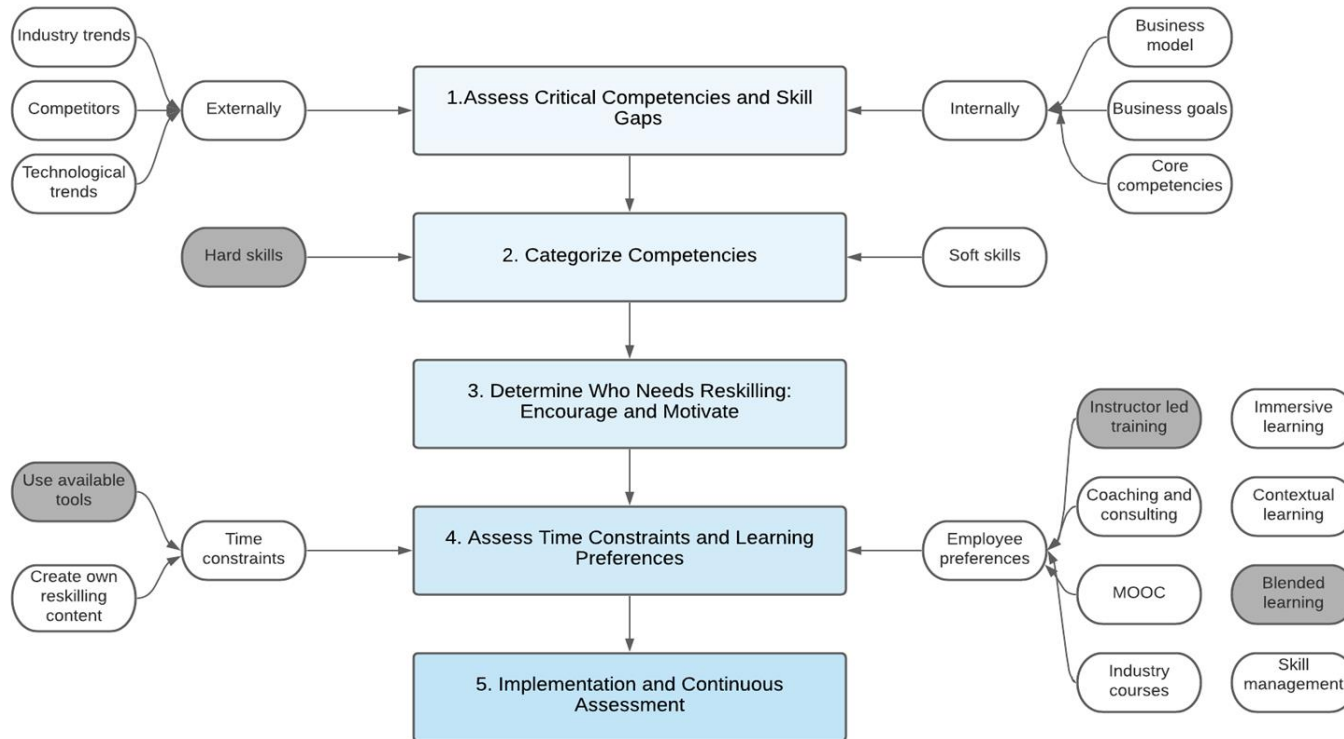 Industry trends
Competitors
Technological
trends
Externally
1.Assess Critical Competencies and Skill
Gaps
Internally
Business
model
Business goals
Core
competencies
Hard skills
2. Categorize Competencies
Soft skills
3. Determine Who Needs Reskilling:
Encourage and Motivate
Use available
tools
Create own
reskilling
content
Time
constraints
4. Assess Time Constraints and Learning
Preferences
Employee
preferences
Instructor led
training
Immersive
learning
Coaching and
consulting
Contextual
learning
MOOC
Blended
learning
Industry
courses
Skill
management
5. Implementation and Continuous
Assessment